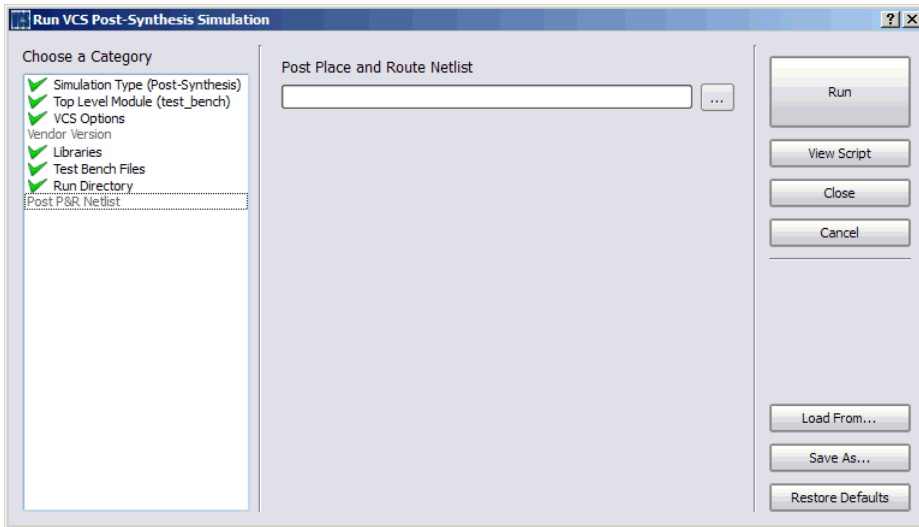 Run VCS Post-Synthesis Simulation
Choose a Category
Simulation Type (Post-Synthesis)
Top Level Module (test_bench)
VCS Options
Vendor Version
Libraries
Test Bench Files
Run Directory
Post P&R Netlist
Post Place and Route Netlist
...
Run
View Script
Close
Cancel
Load From...
Save As...
Restore Defaults